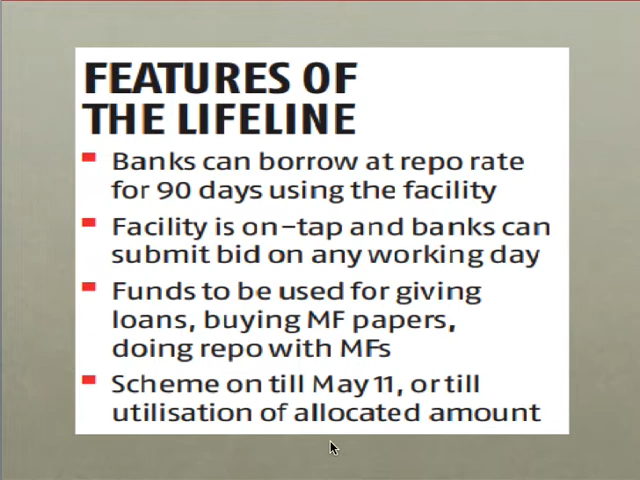 FEATURES OF
THE LIFELINE
Banks can borrow at repo rate
for 90 days using the facility
Facility is on-tap and banks can
submit bid on any working day
Funds to be used for giving
loans, buying MF papers,
doing repo with MFs
Scheme on till May 11, or till
utilisation of allocated amount